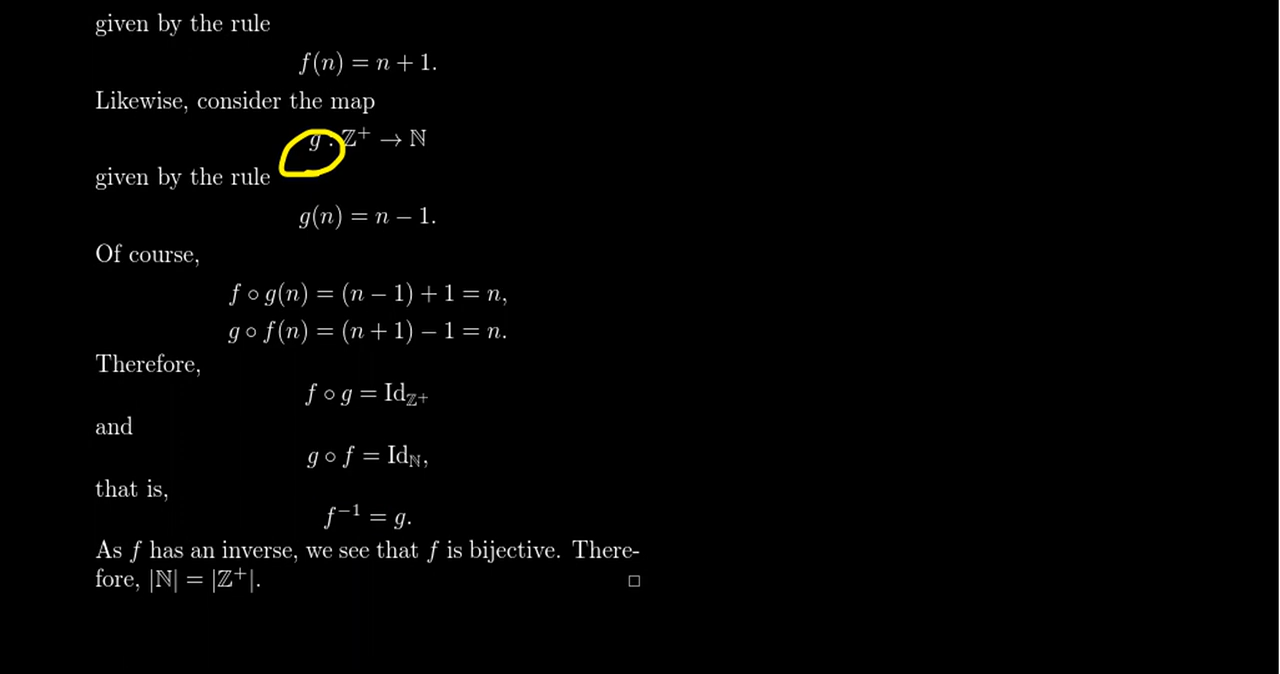 given by the rule
f(n) = n + 1.
Likewise, consider the map
g : ℤ⁺ → ℕ
given by the rule
g(n) = n − 1.
Of course,
f ∘ g(n) = (n − 1) + 1 = n,
g ∘ f(n) = (n + 1) − 1 = n.
Therefore,
f ∘ g = Id_ℤ⁺
and
g ∘ f = Id_ℕ,
that is,
f⁻¹ = g.
As f has an inverse, we see that f is bijective. There-
fore, |ℕ| = |ℤ⁺|. □